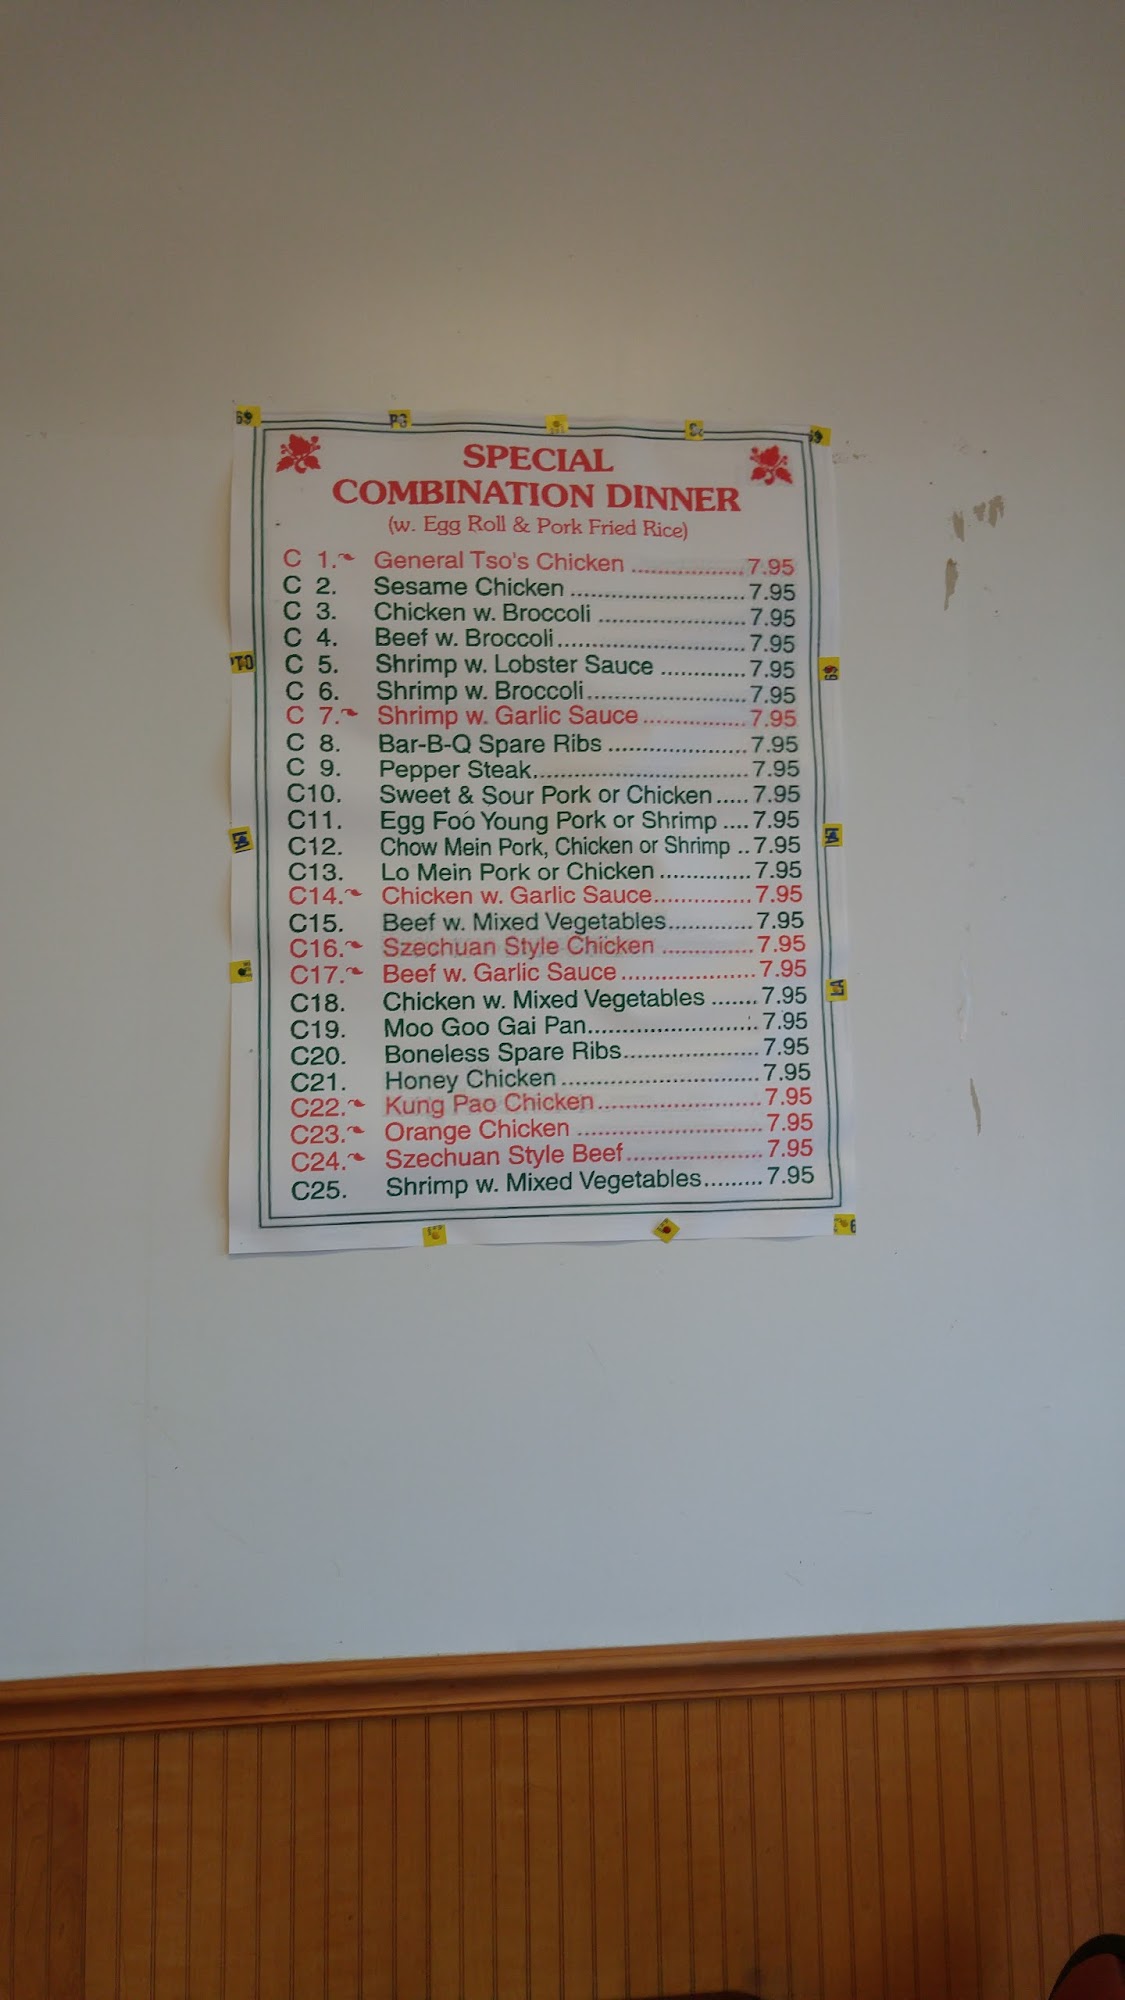 SPECIAL
COMBINATION DINNER
(w. Egg Roll & Pork Fried Rice)
C 1. General Tso's Chicken ................. 7.95
C 2. Sesame Chicken .......................... 7.95
C 3. Chicken w. Broccoli ...................... 7.95
C 4. Beef w. Broccoli............................ 7.95
C 5. Shrimp w. Lobster Sauce ............. 7.95
C 6. Shrimp w. Broccoli........................ 7.95
C 7. Shrimp w. Garlic Sauce ................ 7.95
C 8. Bar-B-Q Spare Ribs ..................... 7.95
C 9. Pepper Steak................................ 7.95
C10. Sweet & Sour Pork or Chicken ..... 7.95
C11. Egg Foo Young Pork or Shrimp .... 7.95
C12. Chow Mein Pork, Chicken or Shrimp .. 7.95
C13. Lo Mein Pork or Chicken .............. 7.95
C14. Chicken w. Garlic Sauce............... 7.95
C15. Beef w. Mixed Vegetables............. 7.95
C16. Szechuan Style Chicken .............. 7.95
C17. Beef w. Garlic Sauce .................... 7.95
C18. Chicken w. Mixed Vegetables ....... 7.95
C19. Moo Goo Gai Pan......................... 7.95
C20. Boneless Spare Ribs.................... 7.95
C21. Honey Chicken ............................. 7.95
C22. Kung Pao Chicken........................ 7.95
C23. Orange Chicken ........................... 7.95
C24. Szechuan Style Beef.................... 7.95
C25. Shrimp w. Mixed Vegetables......... 7.95